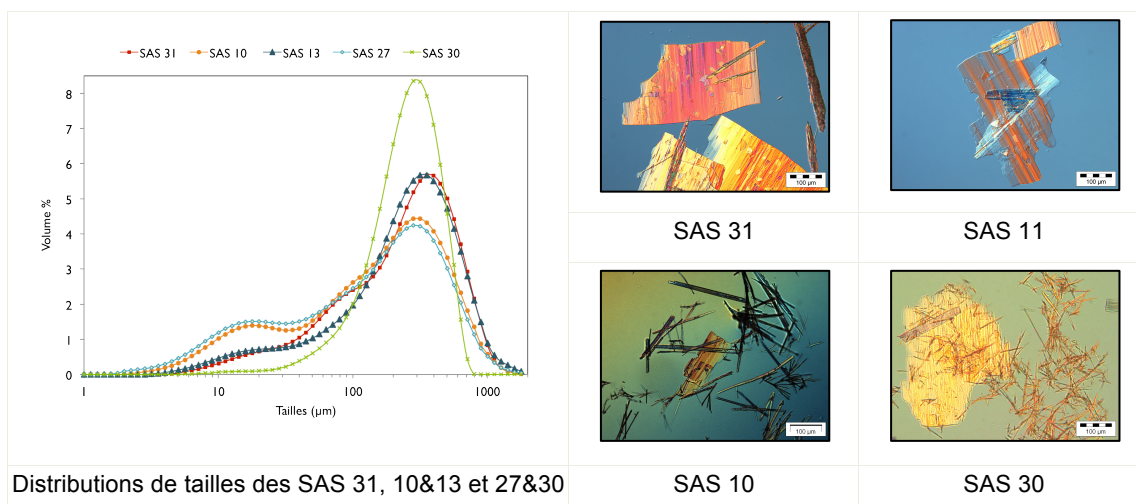 SAS 31 SAS 10 SAS 13 SAS 27 SAS 30
Volume %
8
7
6
5
4
3
2
1
0
1 10 100 1000
Tailles (µm)
Distributions de tailles des SAS 31, 10&13 et 27&30
100 µm
SAS 31
100 µm
SAS 11
100 µm
SAS 10
100 µm
SAS 30